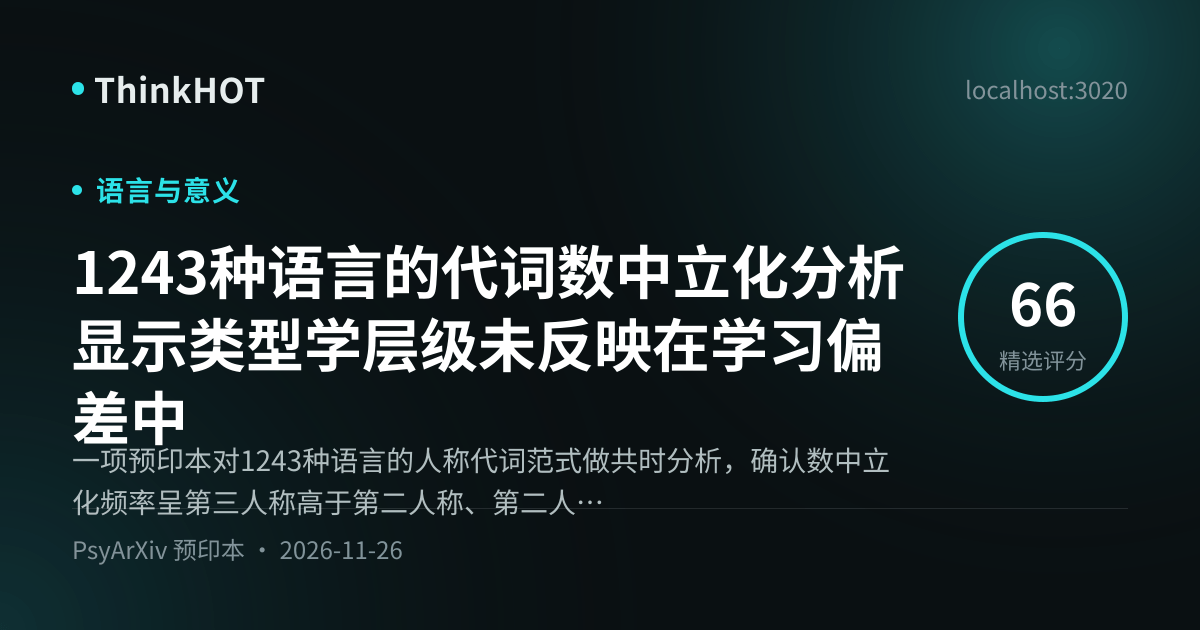 ThinkHOT
localhost:3020
语言与意义
1243种语言的代词数中立化分析
显示类型学层级未反映在学习偏
差中
66
精选评分
一项预印本对1243种语言的人称代词范式做共时分析，确认数中立
化频率呈第三人称高于第二人称、第二人…
PsyArXiv 预印本 • 2026-11-26